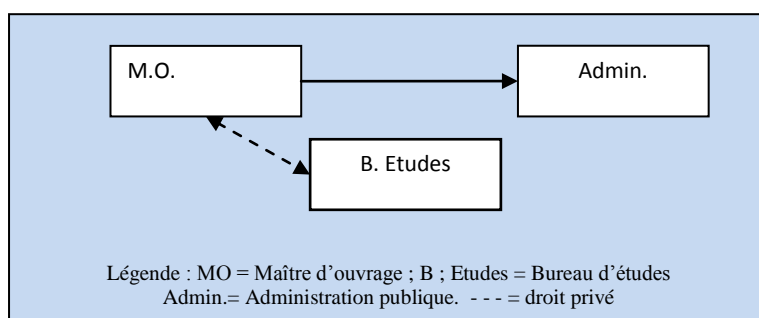 M.O.
Admin.
B. Etudes
Légende : MO = Maître d’ouvrage ; B ; Etudes = Bureau d’études
Admin.= Administration publique. - - - = droit privé